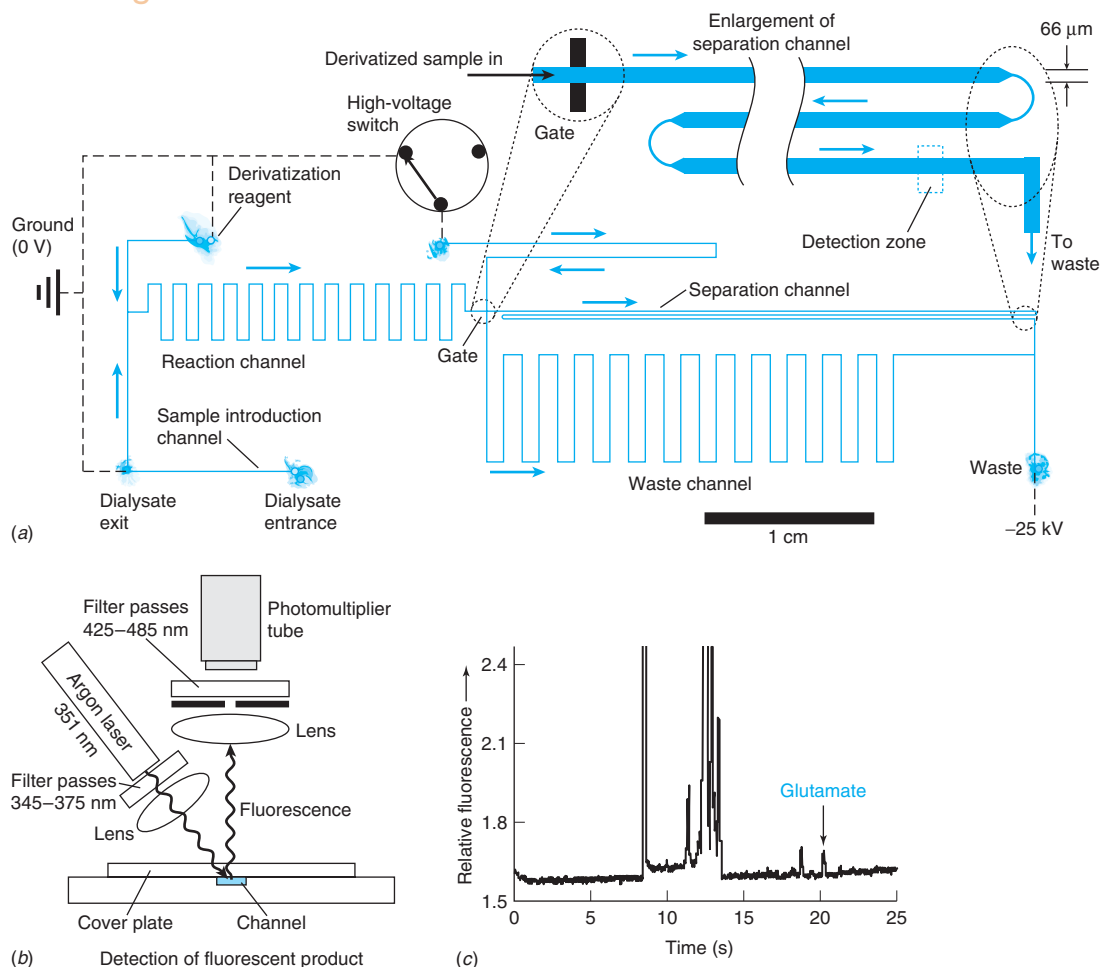 Enlargement of
separation channel
66 μm
Derivatized sample in
High-voltage
switch
Gate
Derivatization
reagent
Ground
(0 V)
Detection zone
To
waste
Separation channel
Gate
Reaction channel
Sample introduction
channel
Waste channel
Waste
Dialysate
exit
Dialysate
entrance
(a)
1 cm
–25 kV
Filter passes
425–485 nm
Photomultiplier
tube
Argon laser
351 nm
Lens
Filter passes
345–375 nm
Fluorescence
Lens
Cover plate
Channel
(b)
Detection of fluorescent product
Relative fluorescence
2.4
2.1
1.8
1.5
Glutamate
0
5
10
15
20
25
Time (s)
(c)